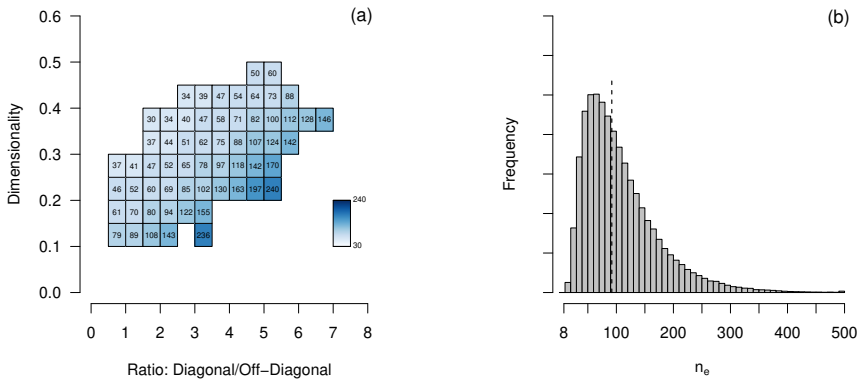 (a)
0.6
0.5
0.4
0.3
0.2
0.1
0.0
Dimensionality
50 60
34 39 47 54 64 73 88
30 34 40 47 58 71 82 100 112 128 146
37 44 51 62 75 88 107 124 142
37 41 47 52 65 78 97 118 142 170
46 52 60 69 85 102 130 163 197 240
61 70 80 94 122 155
79 89 108 143 236
240
30
0 1 2 3 4 5 6 7 8
Ratio: Diagonal/Off−Diagonal
(b)
Frequency
8 100 200 300 400 500
nₑ